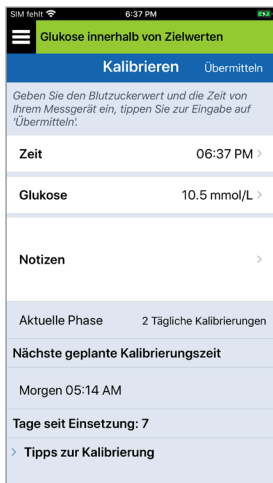 SIM fehlt 6:37 PM
Glukose innerhalb von Zielwerten
Kalibrieren Übermitteln
Geben Sie den Blutzuckerwert und die Zeit von
Ihrem Messgerät ein, tippen Sie zur Eingabe auf
'Übermitteln'.
Zeit 06:37 PM >
Glukose 10.5 mmol/L >
Notizen >
Aktuelle Phase 2 Tägliche Kalibrierungen
Nächste geplante Kalibrierungszeit
Morgen 05:14 AM
Tage seit Einsetzung: 7
> Tipps zur Kalibrierung